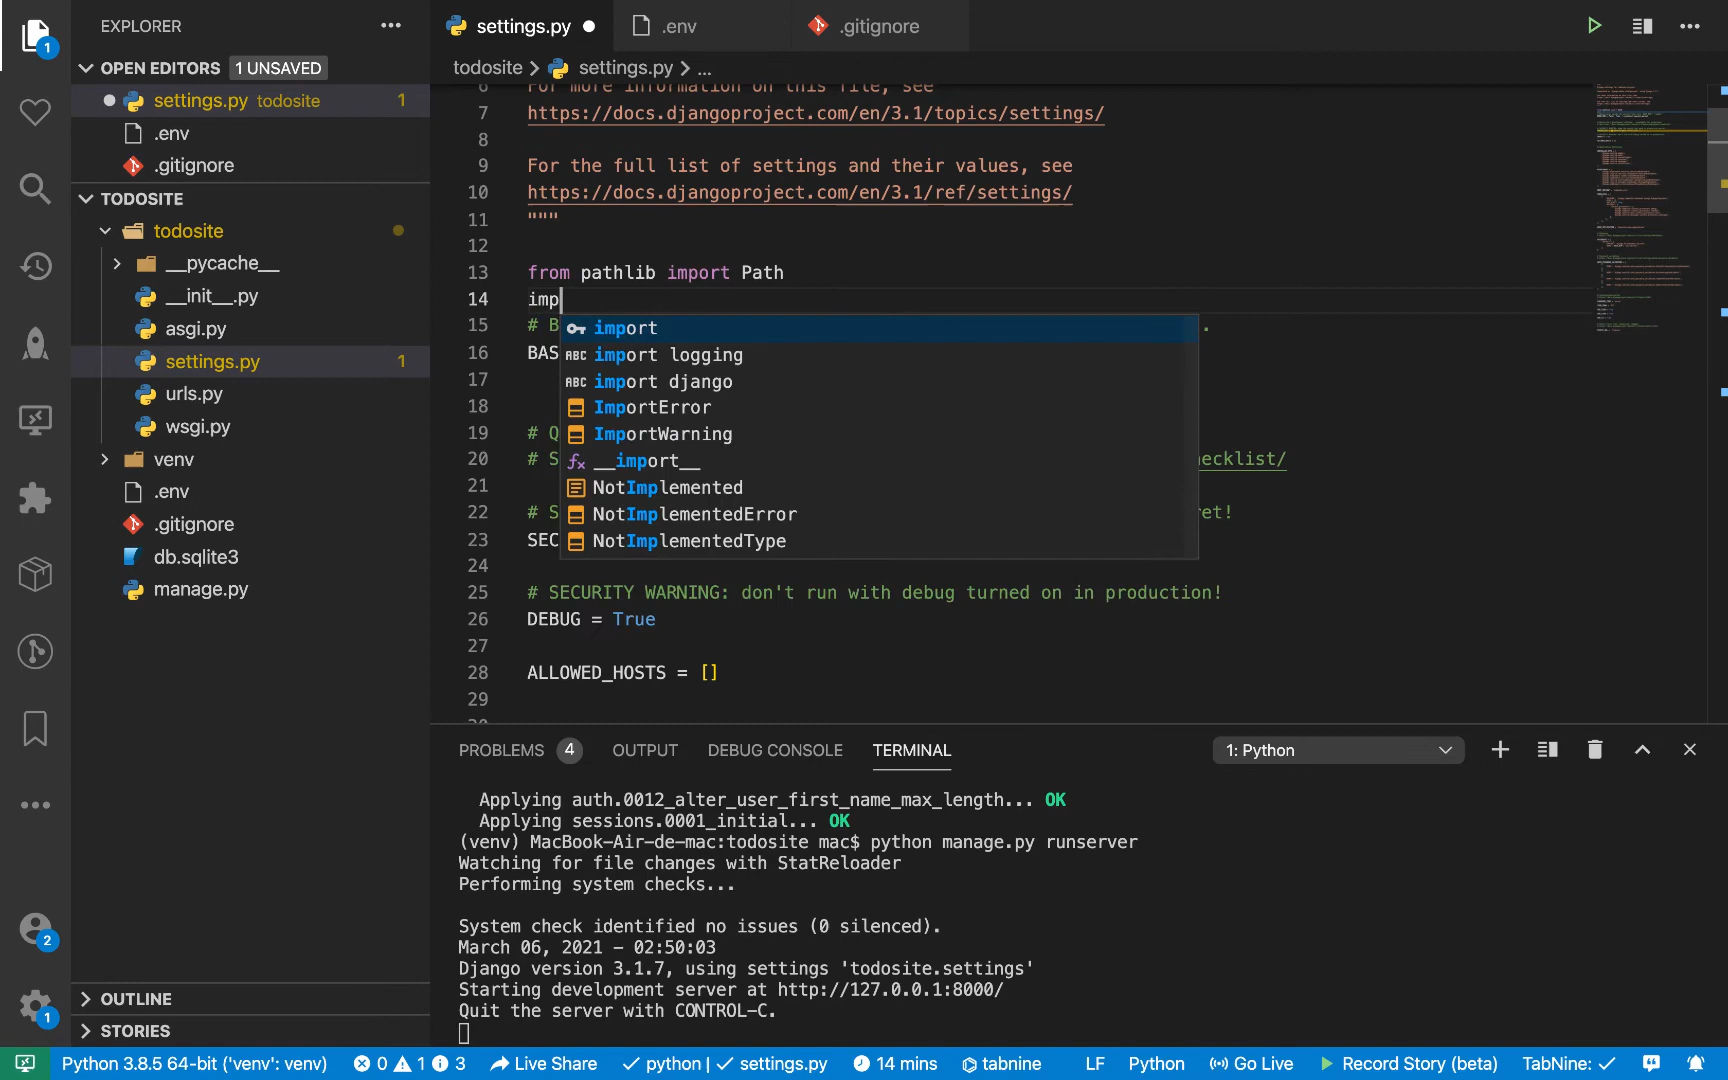 1
EXPLORER
OPEN EDITORS 1 UNSAVED
settings.py todosite 1
.env
.gitignore
TODOSITE
todosite
__pycache__
__init__.py
asgi.py
settings.py 1
urls.py
wsgi.py
venv
.env
.gitignore
db.sqlite3
manage.py
OUTLINE
STORIES
2
1
settings.py .env .gitignore
todosite > settings.py > ...
6 For more information on this file, see
7 https://docs.djangoproject.com/en/3.1/topics/settings/
8
9 For the full list of settings and their values, see
10 https://docs.djangoproject.com/en/3.1/ref/settings/
11 """
12
13 from pathlib import Path
14 imp
15 # B .
16 BAS
17
18
19 # Q
20 # S ecklist/
21
22 # S ret!
23 SEC
24
25 # SECURITY WARNING: don't run with debug turned on in production!
26 DEBUG = True
27
28 ALLOWED_HOSTS = []
29
30
import
import logging
import django
ImportError
ImportWarning
__import__
NotImplemented
NotImplementedError
NotImplementedType
PROBLEMS 4 OUTPUT DEBUG CONSOLE TERMINAL 1: Python
Applying auth.0012_alter_user_first_name_max_length... OK
Applying sessions.0001_initial... OK
(venv) MacBook-Air-de-mac:todosite mac$ python manage.py runserver
Watching for file changes with StatReloader
Performing system checks...
System check identified no issues (0 silenced).
March 06, 2021 - 02:50:03
Django version 3.1.7, using settings 'todosite.settings'
Starting development server at http://127.0.0.1:8000/
Quit the server with CONTROL-C.
Python 3.8.5 64-bit ('venv': venv) 0 1 3 Live Share python | settings.py 14 mins tabnine LF Python Go Live Record Story (beta) TabNine: